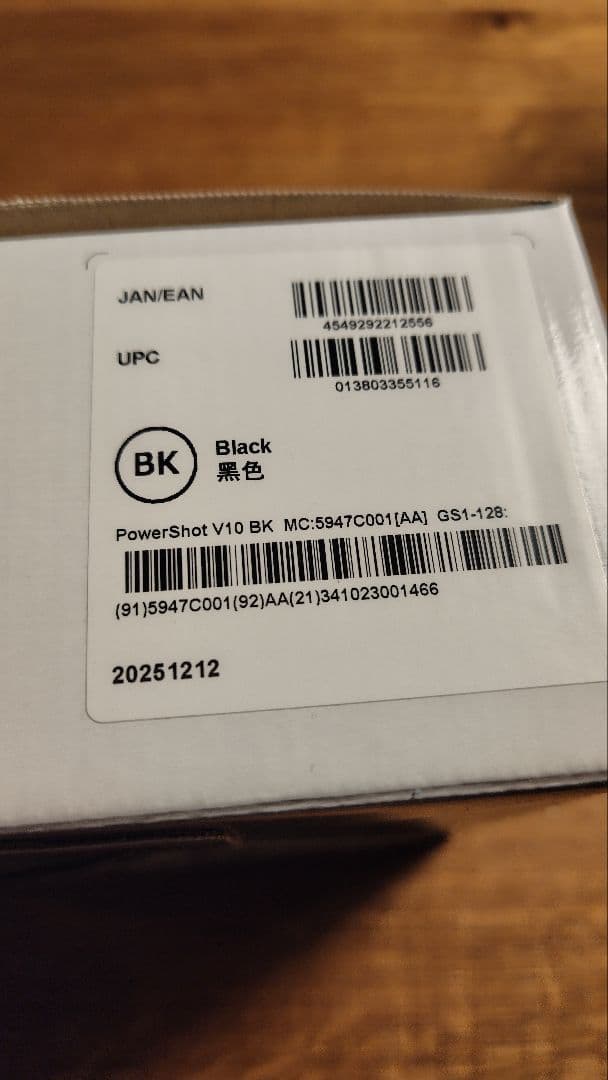 JAN/EAN
4549292212556
UPC
013803355116
BK
Black
黑色
PowerShot V10 BK MC:5947C001[AA] GS1-128:
(91)5947C001(92)AA(21)341023001466
20251212